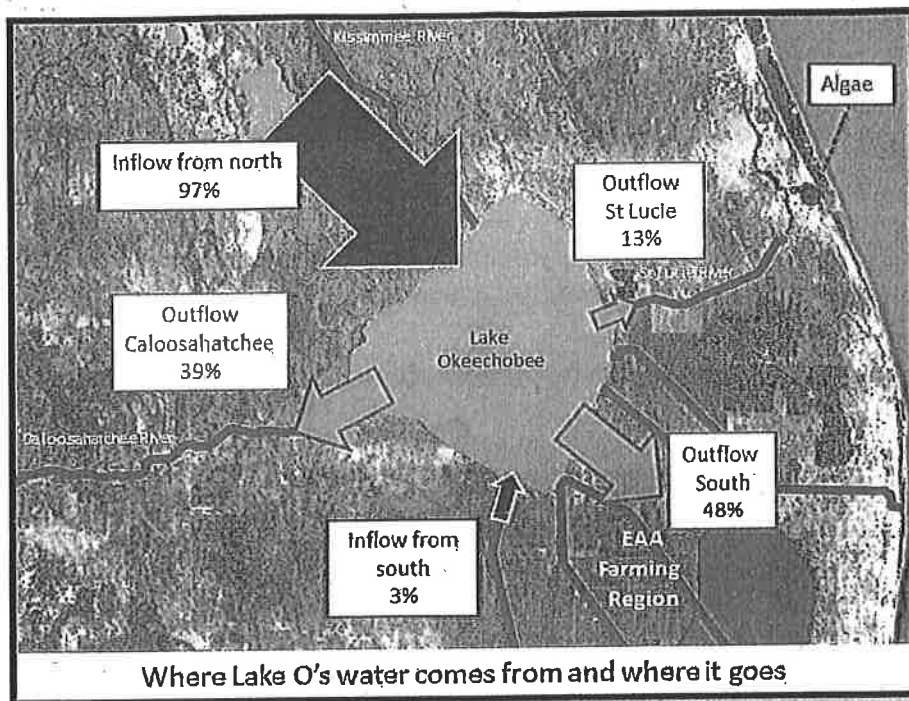 Kissimmee River
Algae
Inflow from north
97%
Outflow
St Lucie
13%
St Lucie River
Outflow
Caloosahatchee
39%
Lake
Okeechobee
Caloosahatchee River
Outflow
South
48%
Inflow from
south
3%
EAA
Farming
Region
Where Lake O's water comes from and where it goes